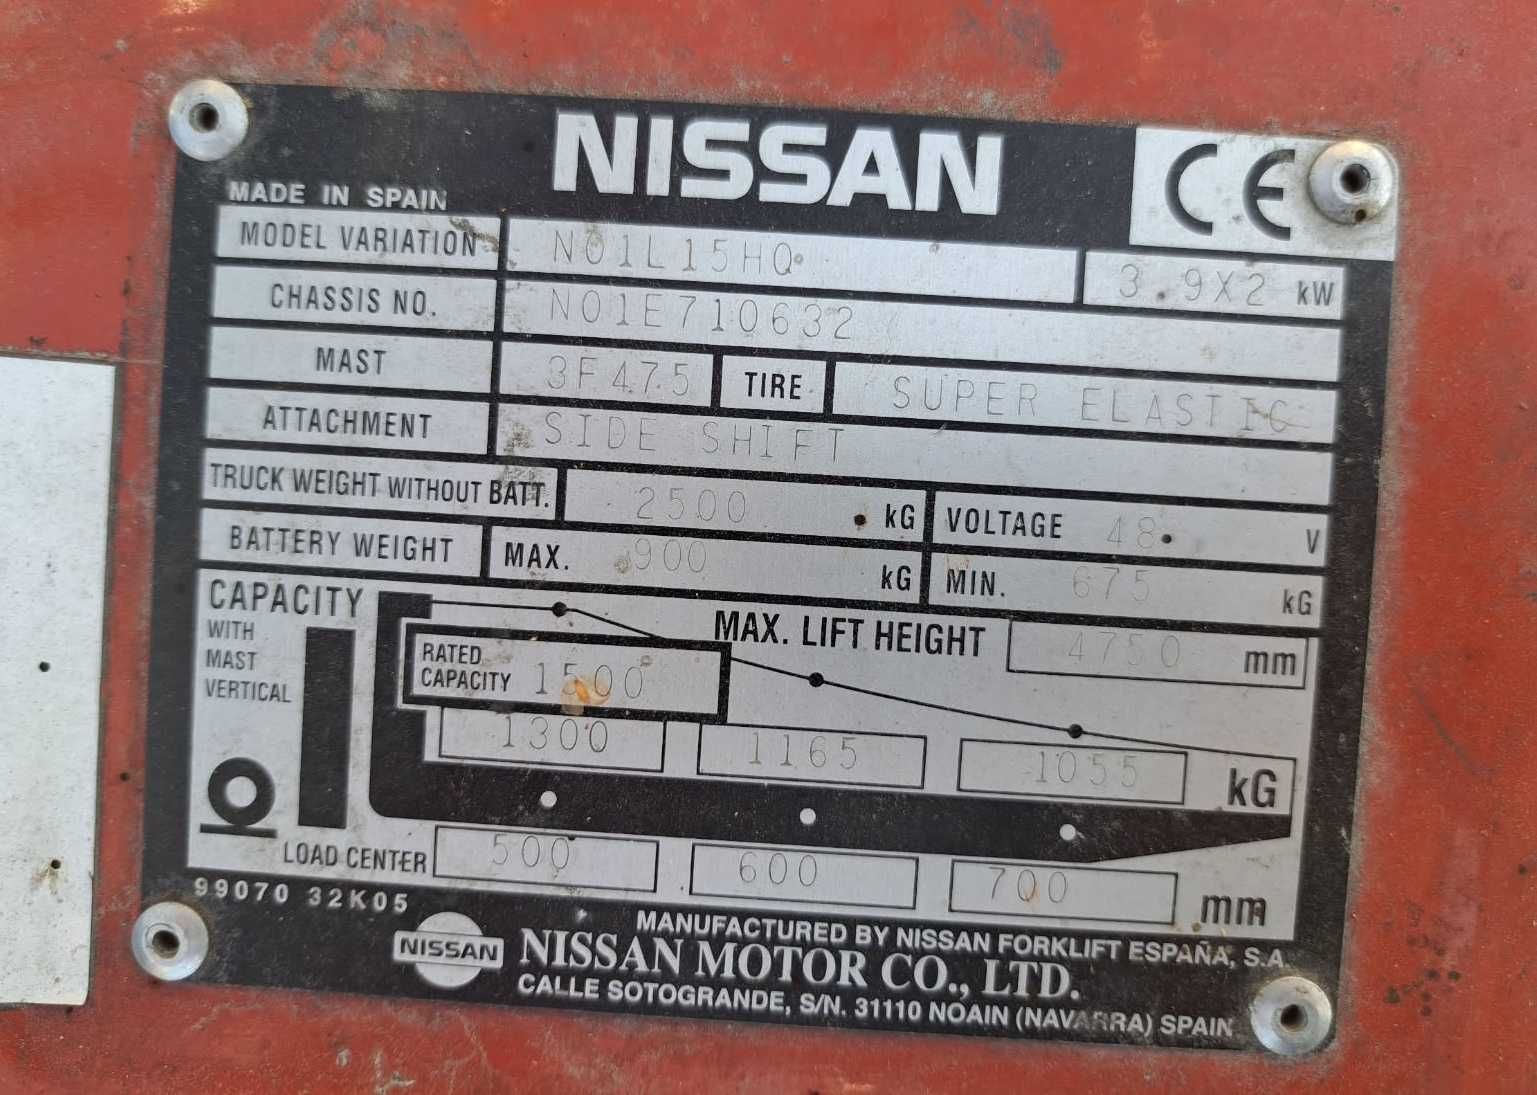 NISSAN
CE
MADE IN SPAIN
MODEL VARIATION N01L15HQ 3.9X2 kW
CHASSIS NO. N01E710632
MAST 3F475 TIRE SUPER ELASTIC
ATTACHMENT SIDE SHIFT
TRUCK WEIGHT WITHOUT BATT. 2500 kG VOLTAGE 48 V
BATTERY WEIGHT MAX. 900 kG MIN. 675 kG
CAPACITY
WITH
MAST
VERTICAL
MAX. LIFT HEIGHT 4750 mm
RATED
CAPACITY 1500
1300 1165 1055 kG
LOAD CENTER 500 600 700 mm
99070 32K05
MANUFACTURED BY NISSAN FORKLIFT ESPAÑA, S.A.
NISSAN NISSAN MOTOR CO., LTD.
CALLE SOTOGRANDE, S/N. 31110 NOAIN (NAVARRA) SPAIN